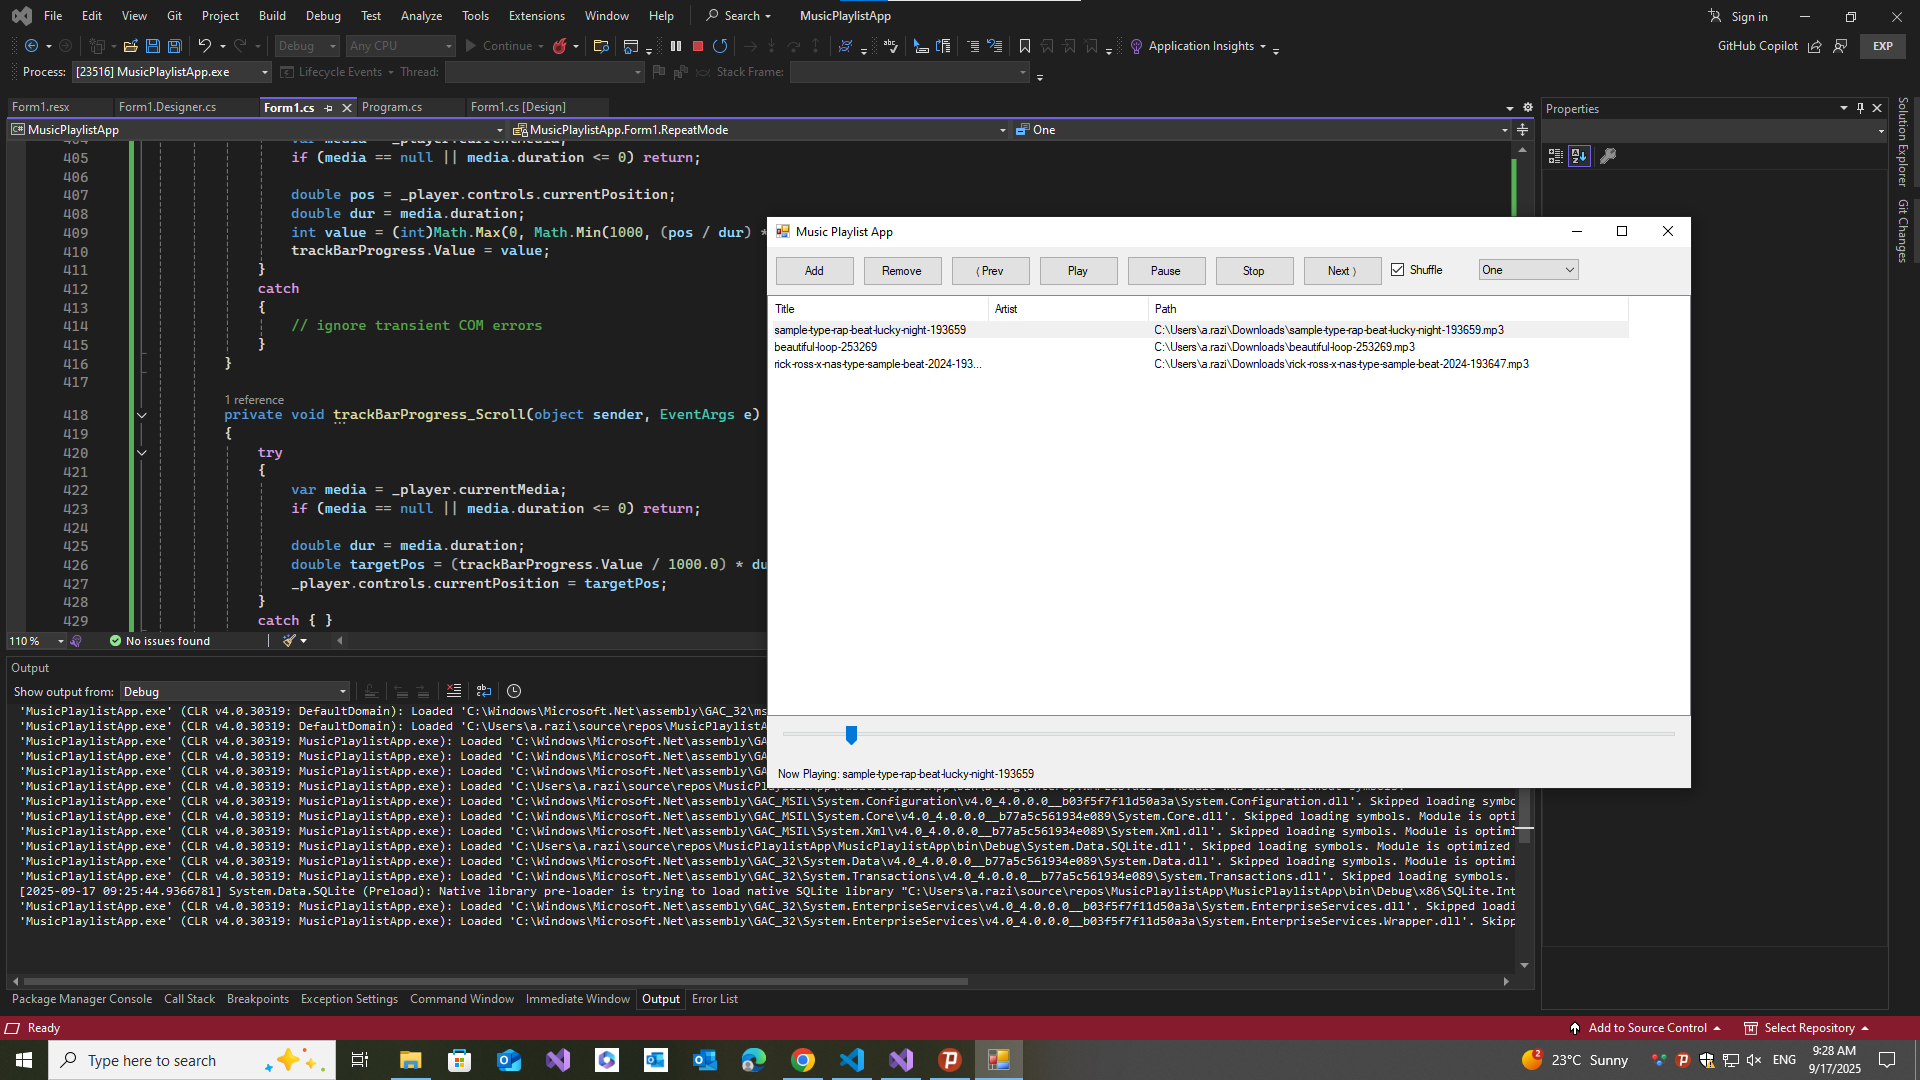 File Edit View Git Project Build Debug Test Analyze Tools Extensions Window Help Search MusicPlaylistApp Sign in
Debug Any CPU Continue Application Insights GitHub Copilot EXP
Process: [23516] MusicPlaylistApp.exe Lifecycle Events Thread: Stack Frame:
Form1.resx Form1.Designer.cs Form1.cs Program.cs Form1.cs [Design]
MusicPlaylistApp MusicPlaylistApp.Form1.RepeatMode One
404 var media = _player.currentMedia;
405 if (media == null || media.duration <= 0) return;
406
407 double pos = _player.controls.currentPosition;
408 double dur = media.duration;
409 int value = (int)Math.Max(0, Math.Min(1000, (pos / dur) *
410 trackBarProgress.Value = value;
411 }
412 catch
413 {
414 // ignore transient COM errors
415 }
416 }
417
1 reference
418 private void trackBarProgress_Scroll(object sender, EventArgs e)
419 {
420 try
421 {
422 var media = _player.currentMedia;
423 if (media == null || media.duration <= 0) return;
424
425 double dur = media.duration;
426 double targetPos = (trackBarProgress.Value / 1000.0) * du
427 _player.controls.currentPosition = targetPos;
428 }
429 catch { }
110 % No issues found
Output
Show output from: Debug
'MusicPlaylistApp.exe' (CLR v4.0.30319: DefaultDomain): Loaded 'C:\Windows\Microsoft.Net\assembly\GAC_32\ms
'MusicPlaylistApp.exe' (CLR v4.0.30319: DefaultDomain): Loaded 'C:\Users\a.razi\source\repos\MusicPlaylistA
'MusicPlaylistApp.exe' (CLR v4.0.30319: MusicPlaylistApp.exe): Loaded 'C:\Windows\Microsoft.Net\assembly\GA
'MusicPlaylistApp.exe' (CLR v4.0.30319: MusicPlaylistApp.exe): Loaded 'C:\Windows\Microsoft.Net\assembly\GA
'MusicPlaylistApp.exe' (CLR v4.0.30319: MusicPlaylistApp.exe): Loaded 'C:\Windows\Microsoft.Net\assembly\GA
'MusicPlaylistApp.exe' (CLR v4.0.30319: MusicPlaylistApp.exe): Loaded 'C:\Users\a.razi\source\repos\MusicPlaylistApp\MusicPlaylistApp\bin\Debug\Interop.WMPLib.dll'. Module was built without symbols.
'MusicPlaylistApp.exe' (CLR v4.0.30319: MusicPlaylistApp.exe): Loaded 'C:\Windows\Microsoft.Net\assembly\GAC_MSIL\System.Configuration\v4.0_4.0.0.0__b03f5f7f11d50a3a\System.Configuration.dll'. Skipped loading symbo
'MusicPlaylistApp.exe' (CLR v4.0.30319: MusicPlaylistApp.exe): Loaded 'C:\Windows\Microsoft.Net\assembly\GAC_MSIL\System.Core\v4.0_4.0.0.0__b77a5c561934e089\System.Core.dll'. Skipped loading symbols. Module is opti
'MusicPlaylistApp.exe' (CLR v4.0.30319: MusicPlaylistApp.exe): Loaded 'C:\Windows\Microsoft.Net\assembly\GAC_MSIL\System.Xml\v4.0_4.0.0.0__b77a5c561934e089\System.Xml.dll'. Skipped loading symbols. Module is optimi
'MusicPlaylistApp.exe' (CLR v4.0.30319: MusicPlaylistApp.exe): Loaded 'C:\Users\a.razi\source\repos\MusicPlaylistApp\MusicPlaylistApp\bin\Debug\System.Data.SQLite.dll'. Skipped loading symbols. Module is optimized
'MusicPlaylistApp.exe' (CLR v4.0.30319: MusicPlaylistApp.exe): Loaded 'C:\Windows\Microsoft.Net\assembly\GAC_32\System.Data\v4.0_4.0.0.0__b77a5c561934e089\System.Data.dll'. Skipped loading symbols. Module is optimi
'MusicPlaylistApp.exe' (CLR v4.0.30319: MusicPlaylistApp.exe): Loaded 'C:\Windows\Microsoft.Net\assembly\GAC_32\System.Transactions\v4.0_4.0.0.0__b77a5c561934e089\System.Transactions.dll'. Skipped loading symbols.
[2025-09-17 09:25:44.9366781] System.Data.SQLite (Preload): Native library pre-loader is trying to load native SQLite library "C:\Users\a.razi\source\repos\MusicPlaylistApp\MusicPlaylistApp\bin\Debug\x86\SQLite.Int
'MusicPlaylistApp.exe' (CLR v4.0.30319: MusicPlaylistApp.exe): Loaded 'C:\Windows\Microsoft.Net\assembly\GAC_32\System.EnterpriseServices\v4.0_4.0.0.0__b03f5f7f11d50a3a\System.EnterpriseServices.dll'. Skipped loadi
'MusicPlaylistApp.exe' (CLR v4.0.30319: MusicPlaylistApp.exe): Loaded 'C:\Windows\Microsoft.Net\assembly\GAC_32\System.EnterpriseServices\v4.0_4.0.0.0__b03f5f7f11d50a3a\System.EnterpriseServices.Wrapper.dll'. Skipp
Package Manager Console Call Stack Breakpoints Exception Settings Command Window Immediate Window Output Error List
Music Playlist App
Add Remove ⟨ Prev Play Pause Stop Next ⟩ Shuffle One
Title Artist Path
sample-type-rap-beat-lucky-night-193659 C:\Users\a.razi\Downloads\sample-type-rap-beat-lucky-night-193659.mp3
beautiful-loop-253269 C:\Users\a.razi\Downloads\beautiful-loop-253269.mp3
rick-ross-x-nas-type-sample-beat-2024-193... C:\Users\a.razi\Downloads\rick-ross-x-nas-type-sample-beat-2024-193647.mp3
Now Playing: sample-type-rap-beat-lucky-night-193659
Properties
Solution Explorer
Git Changes
Ready Add to Source Control Select Repository
Type here to search 2 23°C Sunny ENG 9:28 AM
9/17/2025